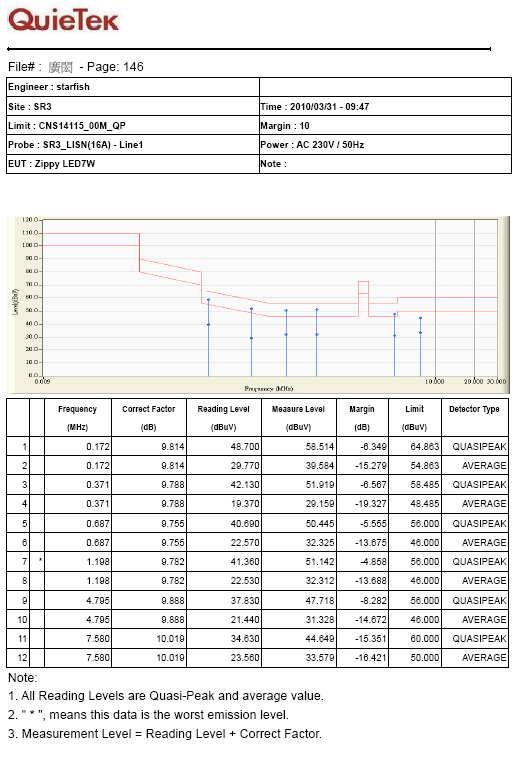 QuieTek
File# : 廣閎 - Page: 146
Engineer : starfish
Site : SR3 Time : 2010/03/31 - 09:47
Limit : CNS14115_00M_QP Margin : 10
Probe : SR3_LISN(16A) - Line1 Power : AC 230V / 50Hz
EUT : Zippy LED7W Note :
120.0
110.0
100.0
90.0
80.0
70.0
60.0
50.0
40.0
30.0
20.0
10.0
0.0
Level(dBuV)
0.009 10.000 20.000 30.000
Frequency (MHz)
Frequency Correct Factor Reading Level Measure Level Margin Limit Detector Type
(MHz) (dB) (dBuV) (dBuV) (dB) (dBuV)
1 0.172 9.814 48.700 58.514 -6.349 64.863 QUASIPEAK
2 0.172 9.814 29.770 39.584 -15.279 54.863 AVERAGE
3 0.371 9.788 42.130 51.919 -6.567 58.485 QUASIPEAK
4 0.371 9.788 19.370 29.159 -19.327 48.485 AVERAGE
5 0.687 9.755 40.690 50.445 -5.555 56.000 QUASIPEAK
6 0.687 9.755 22.570 32.325 -13.675 46.000 AVERAGE
7 * 1.198 9.782 41.360 51.142 -4.858 56.000 QUASIPEAK
8 1.198 9.782 22.530 32.312 -13.688 46.000 AVERAGE
9 4.795 9.888 37.830 47.718 -8.282 56.000 QUASIPEAK
10 4.795 9.888 21.440 31.328 -14.672 46.000 AVERAGE
11 7.580 10.019 34.630 44.649 -15.351 60.000 QUASIPEAK
12 7.580 10.019 23.560 33.579 -16.421 50.000 AVERAGE
Note:
1. All Reading Levels are Quasi-Peak and average value.
2. " * ", means this data is the worst emission level.
3. Measurement Level = Reading Level + Correct Factor.